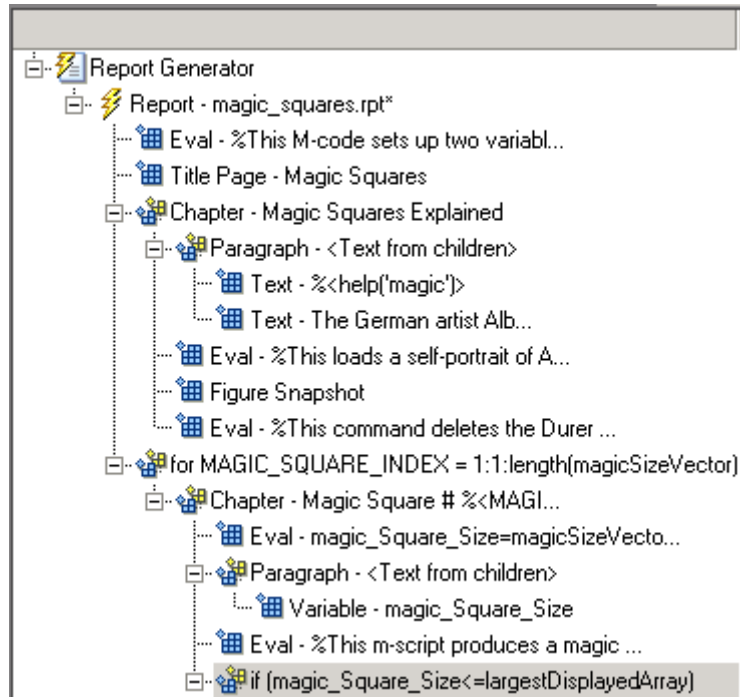 Report Generator
Report - magic_squares.rpt*
Eval - %This M-code sets up two variabl...
Title Page - Magic Squares
Chapter - Magic Squares Explained
Paragraph - <Text from children>
Text - %<help('magic')>
Text - The German artist Alb...
Eval - %This loads a self-portrait of A...
Figure Snapshot
Eval - %This command deletes the Durer ...
for MAGIC_SQUARE_INDEX = 1:1:length(magicSizeVector)
Chapter - Magic Square # %<MAGI...
Eval - magic_Square_Size=magicSizeVecto...
Paragraph - <Text from children>
Variable - magic_Square_Size
Eval - %This m-script produces a magic ...
if (magic_Square_Size<=largestDisplayedArray)